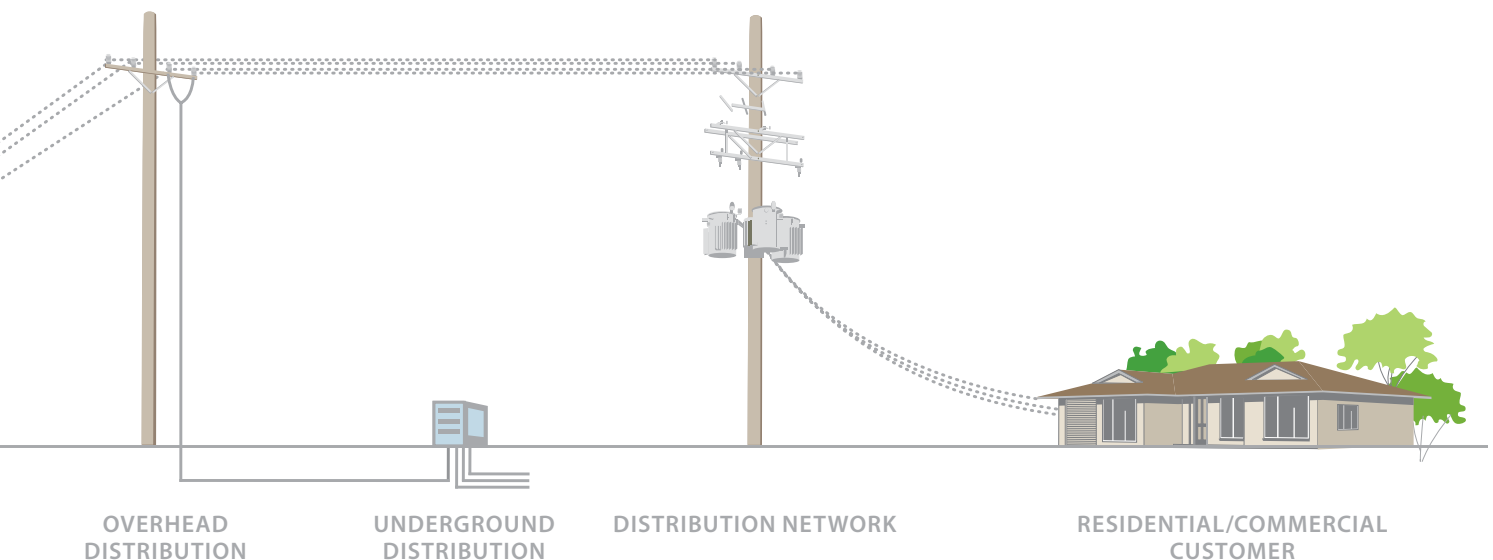 OVERHEAD
DISTRIBUTION
UNDERGROUND
DISTRIBUTION
DISTRIBUTION NETWORK
RESIDENTIAL/COMMERCIAL
CUSTOMER